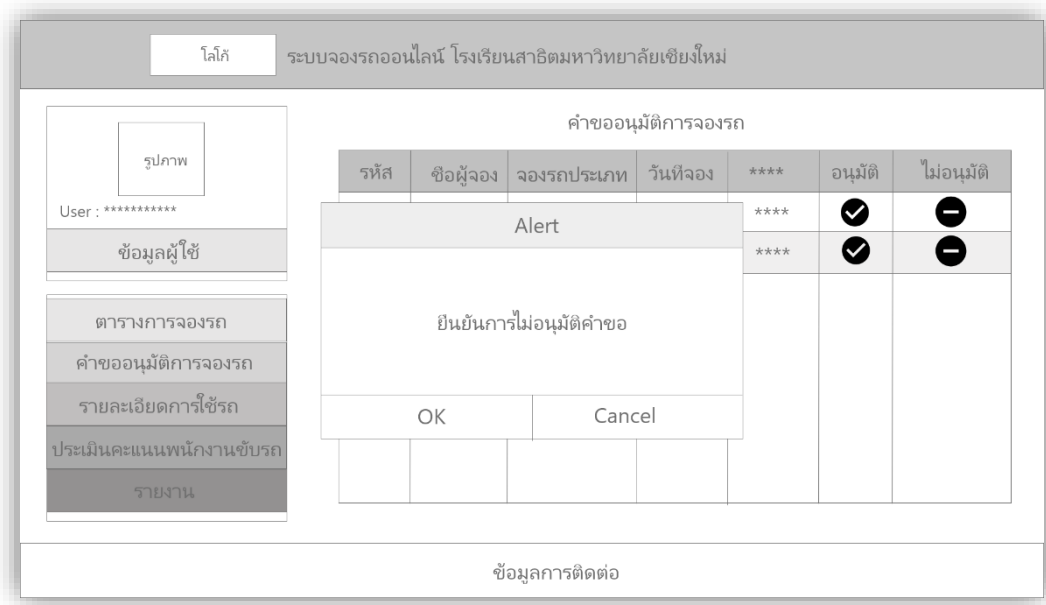 โลโก้
ระบบจองรถออนไลน์ โรงเรียนสาธิตมหาวิทยาลัยเชียงใหม่
รูปภาพ
User : ***********
ข้อมูลผู้ใช้
ตารางการจองรถ
คำขออนุมัติการจองรถ
รายละเอียดการใช้รถ
ประเมินคะแนนพนักงานขับรถ
รายงาน
คำขออนุมัติการจองรถ
รหัส ชื่อผู้จอง จองรถประเภท วันที่จอง **** อนุมัติ ไม่อนุมัติ
****
****
Alert
ยืนยันการไม่อนุมัติคำขอ
OK Cancel
ข้อมูลการติดต่อ